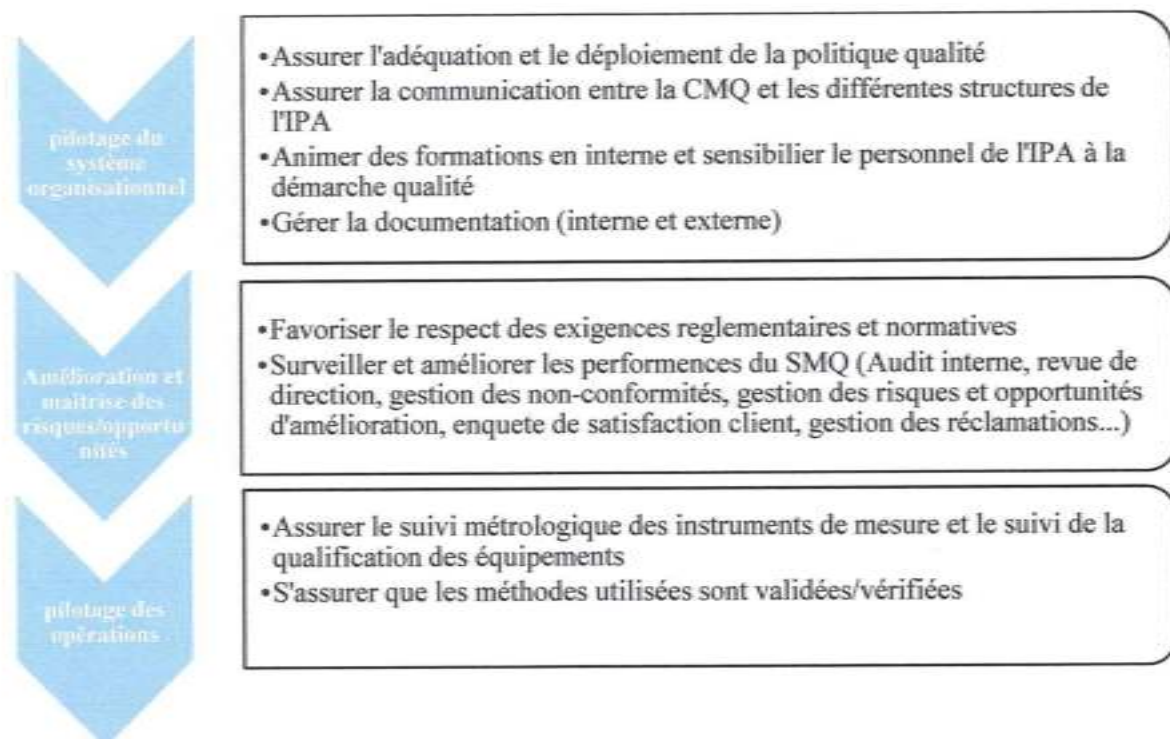 pilotage du
système
organisationnel
•Assurer l'adéquation et le déploiement de la politique qualité
•Assurer la communication entre la CMQ et les différentes structures de
l'IPA
•Animer des formations en interne et sensibilier le personnel de l'IPA à la
démarche qualité
•Gérer la documentation (interne et externe)
Amélioration et
maitrise des
risques/opportu
nités
•Favoriser le respect des exigences reglementaires et normatives
•Surveiller et améliorer les performences du SMQ (Audit interne, revue de
direction, gestion des non-conformités, gestion des risques et opportunités
d'amélioration, enquete de satisfaction client, gestion des réclamations...)
pilotage des
opérations
•Assurer le suivi métrologique des instruments de mesure et le suivi de la
qualification des équipements
•S'assurer que les méthodes utilisées sont validées/vérifiées